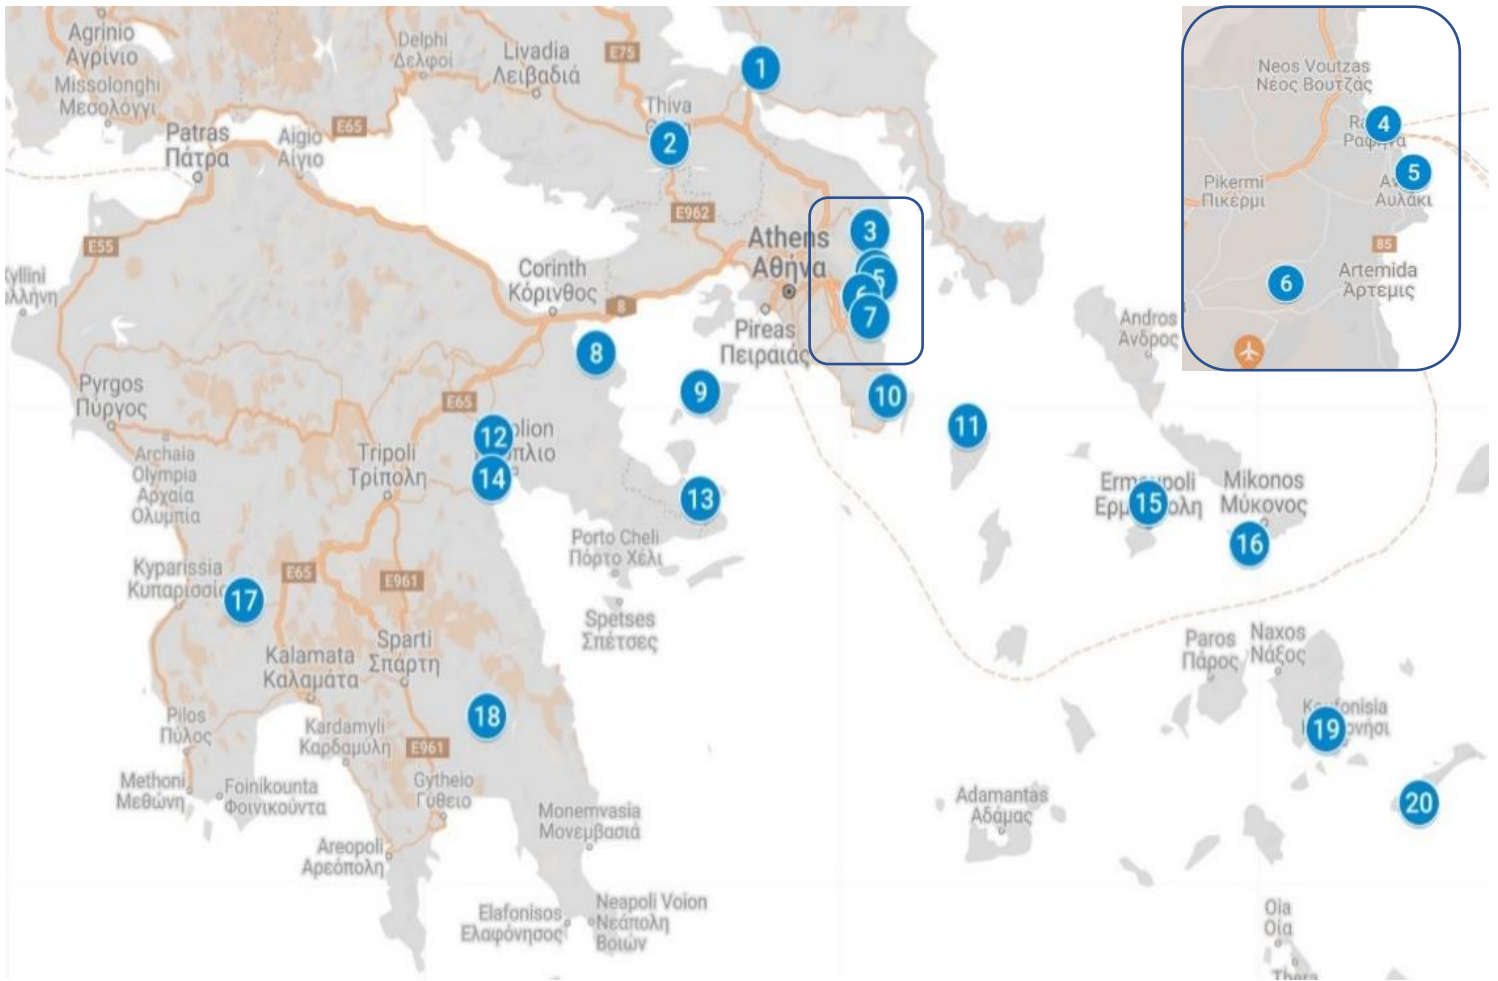 Agrinio
Αγρίνιο
Missolonghi
Μεσολόγγι
Delphi
Δελφοί
Livadia
Λειβαδιά
E75
1
Thiva
2
E65
Patras
Πάτρα
Aigio
Αίγιο
E962
E55
Corinth
Κόρινθος
8
Athens
Αθήνα
3
5
6
7
Pireas
Πειραιάς
8
9
10
11
Andros
Άνδρος
Pyrgos
Πύργος
E65
12
14
Tripoli
Τρίπολη
Archaia
Olympia
Αρχαία
Ολυμπία
13
Porto Cheli
Πόρτο Χέλι
Spetses
Σπέτσες
15
Mikonos
Μύκονος
16
Kyparissia
17
E65
E961
Sparti
Σπάρτη
Kalamata
Καλαμάτα
18
Paros
Πάρος
Naxos
Νάξος
19
20
Pilos
Πύλος
Kardamyli
Καρδαμύλη
E961
Methoni
Μεθώνη
Foinikounta
Φοινικούντα
Gytheio
Γύθειο
Monemvasia
Μονεμβασιά
Areopoli
Αρεόπολη
Elafonisos
Ελαφόνησος
Neapoli Voion
Νεάπολη
Βοιών
Adamantas
Αδάμας
Oia
Οία
Thera
Neos Voutzas
Νέος Βουτζάς
4
Ραφήνα
5
Αυλάκι
Pikermi
Πικέρμι
85
6
Artemida
Άρτεμις